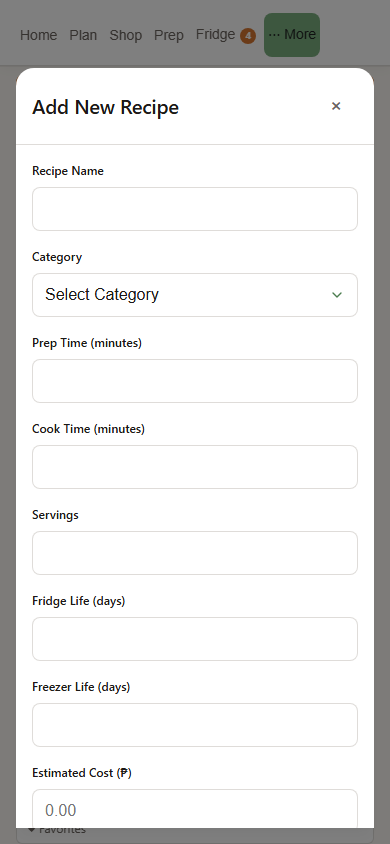 Home Plan Shop Prep Fridge 4 ··· More
Add New Recipe ×
Recipe Name
Category
Select Category
Prep Time (minutes)
Cook Time (minutes)
Servings
Fridge Life (days)
Freezer Life (days)
Estimated Cost (₱)
0.00
Favorites